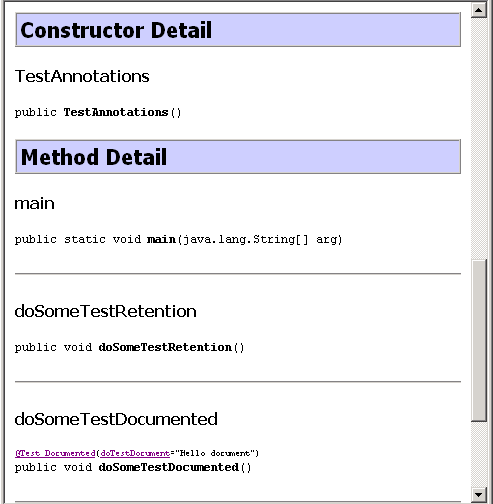 Constructor Detail
TestAnnotations
public TestAnnotations()
Method Detail
main
public static void main(java.lang.String[] arg)
doSomeTestRetention
public void doSomeTestRetention()
doSomeTestDocumented
@Test_Documented(doTestDocument="Hello document")
public void doSomeTestDocumented()